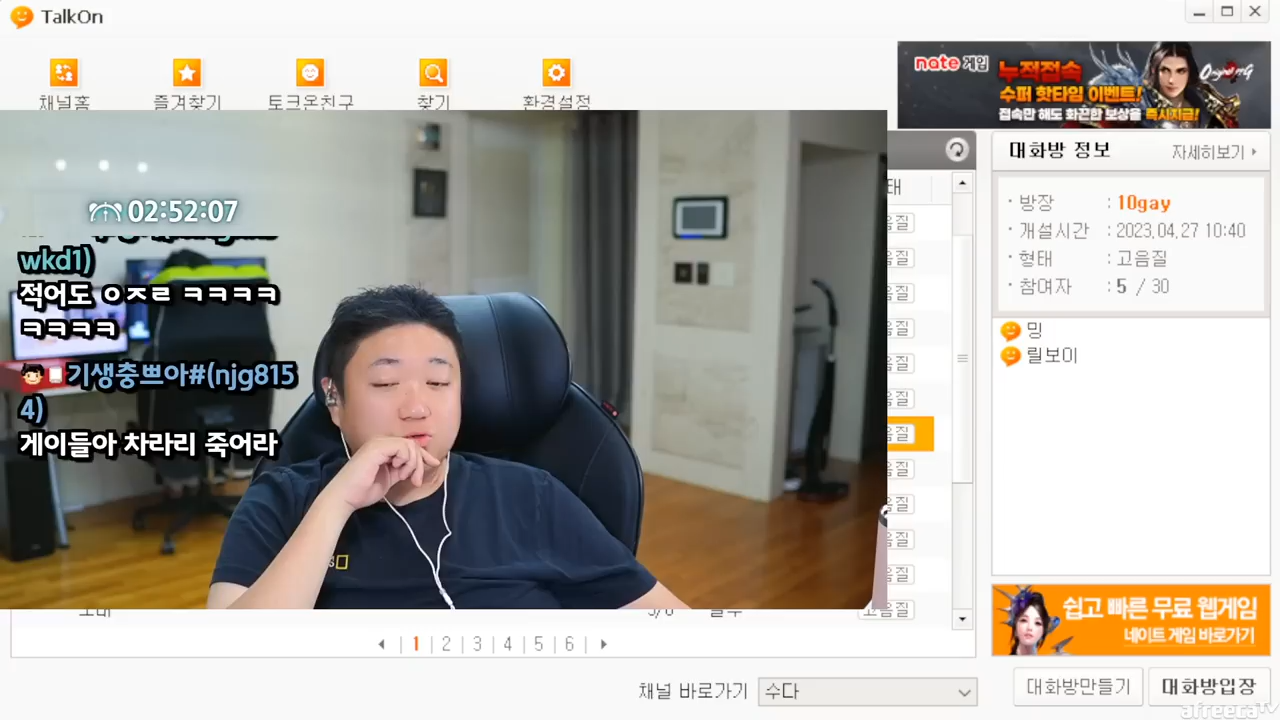 TalkOn
채널홈
즐겨찾기
토크온친구
찾기
환경설정
nate 게임
누적접속
수퍼 핫타임 이벤트!
접속만 해도 화끈한 보상을 즉시지급!
02:52:07
wkd1)
적어도 ㅇㅈㄹ ㅋㅋㅋㅋ
ㅋㅋㅋㅋ
기생충쁘아#(njg815
4)
게이들아 차라리 죽어라
대화방 정보
자세히보기
· 방장 : 10gay
· 개설시간 : 2023,04,27 10:40
· 형태 : 고음질
· 참여자 : 5 / 30
밍
릴보이
고음질
1 2 3 4 5 6
채널 바로가기
수다
쉽고 빠른 무료 웹게임
네이트 게임 바로가기
대화방만들기
대화방입장
afreecaTV